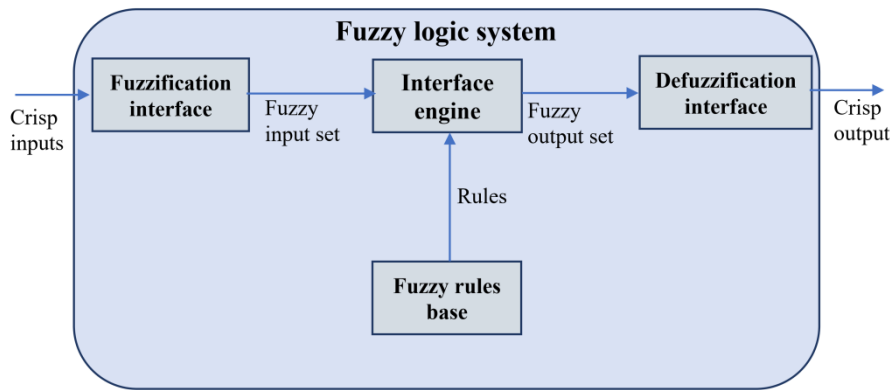 Fuzzy logic system
Fuzzification
interface
Interface
engine
Defuzzification
interface
Crisp
inputs
Fuzzy
input set
Fuzzy
output set
Crisp
output
Rules
Fuzzy rules
base